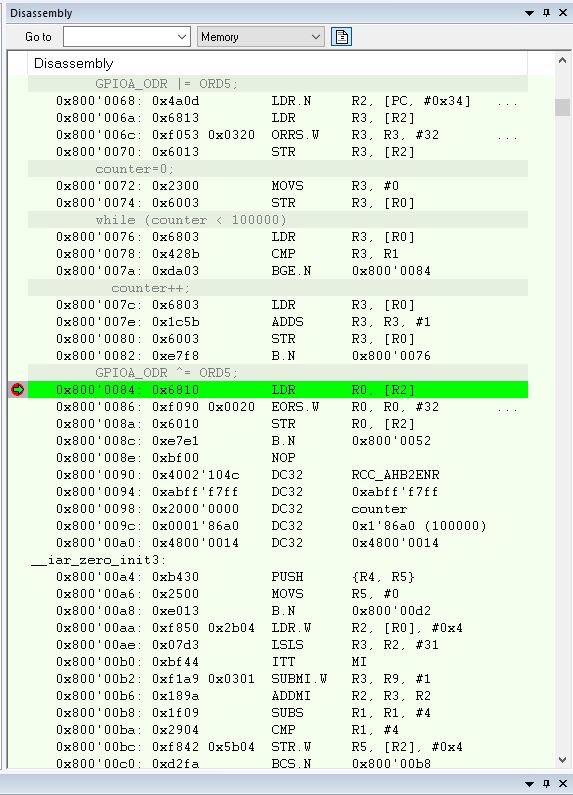 Disassembly
Go to
Memory
Disassembly
GPIOA_ODR |= ORD5;
0x800'0068: 0x4a0d LDR.N R2, [PC, #0x34] ...
0x800'006a: 0x6813 LDR R3, [R2]
0x800'006c: 0xf053 0x0320 ORRS.W R3, R3, #32 ...
0x800'0070: 0x6013 STR R3, [R2]
counter=0;
0x800'0072: 0x2300 MOVS R3, #0
0x800'0074: 0x6003 STR R3, [R0]
while (counter < 100000)
0x800'0076: 0x6803 LDR R3, [R0]
0x800'0078: 0x428b CMP R3, R1
0x800'007a: 0xda03 BGE.N 0x800'0084
counter++;
0x800'007c: 0x6803 LDR R3, [R0]
0x800'007e: 0x1c5b ADDS R3, R3, #1
0x800'0080: 0x6003 STR R3, [R0]
0x800'0082: 0xe7f8 B.N 0x800'0076
GPIOA_ODR ^= ORD5;
0x800'0084: 0x6810 LDR R0, [R2]
0x800'0086: 0xf090 0x0020 EORS.W R0, R0, #32 ...
0x800'008a: 0x6010 STR R0, [R2]
0x800'008c: 0xe7e1 B.N 0x800'0052
0x800'008e: 0xbf00 NOP
0x800'0090: 0x4002'104c DC32 RCC_AHB2ENR
0x800'0094: 0xabff'f7ff DC32 0xabff'f7ff
0x800'0098: 0x2000'0000 DC32 counter
0x800'009c: 0x0001'86a0 DC32 0x1'86a0 (100000)
0x800'00a0: 0x4800'0014 DC32 0x4800'0014
__iar_zero_init3:
0x800'00a4: 0xb430 PUSH {R4, R5}
0x800'00a6: 0x2500 MOVS R5, #0
0x800'00a8: 0xe013 B.N 0x800'00d2
0x800'00aa: 0xf850 0x2b04 LDR.W R2, [R0], #0x4
0x800'00ae: 0x07d3 LSLS R3, R2, #31
0x800'00b0: 0xbf44 ITT MI
0x800'00b2: 0xf1a9 0x0301 SUBMI.W R3, R9, #1
0x800'00b6: 0x189a ADDMI R2, R3, R2
0x800'00b8: 0x1f09 SUBS R1, R1, #4
0x800'00ba: 0x2904 CMP R1, #4
0x800'00bc: 0xf842 0x5b04 STR.W R5, [R2], #0x4
0x800'00c0: 0xd2fa BCS.N 0x800'00b8